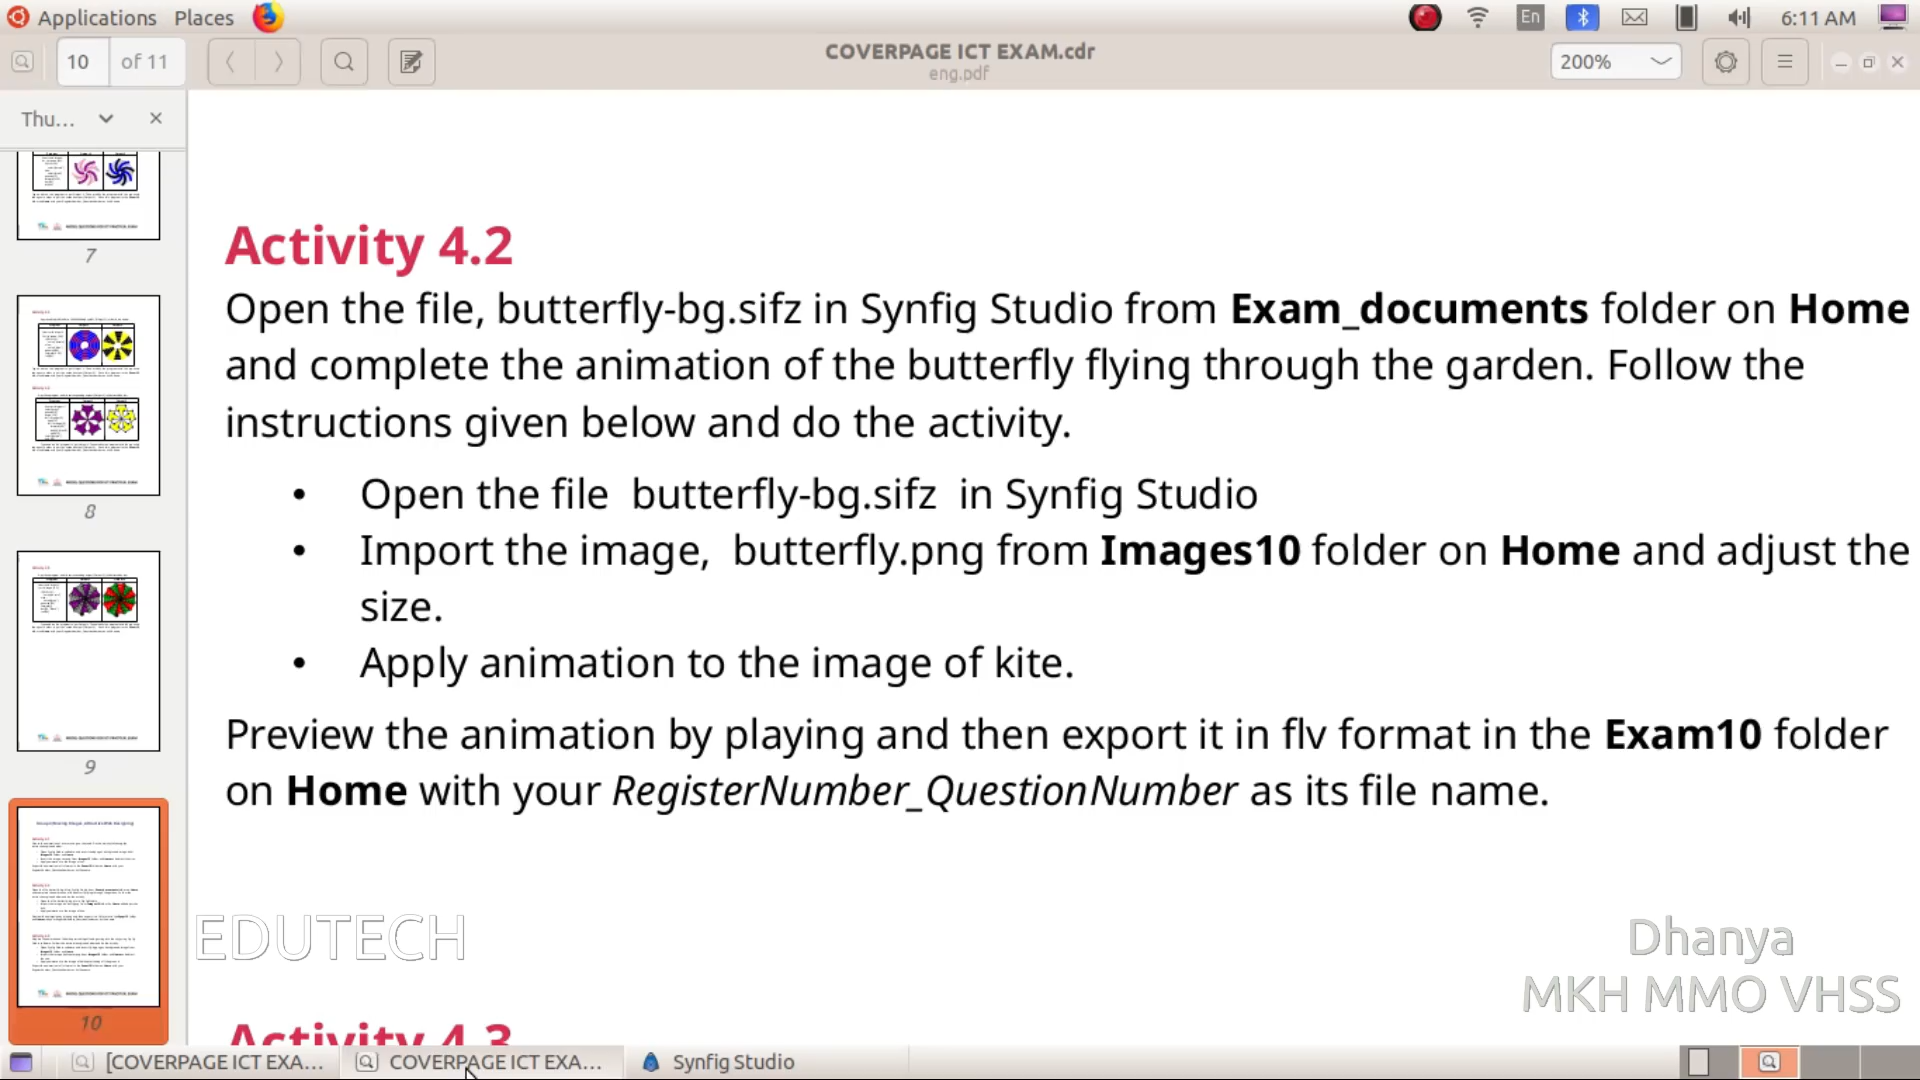 Applications Places En 6:11 AM
10 of 11 COVERPAGE ICT EXAM.cdr 200%
eng.pdf
Thu...
7
8
9
10
Activity 4.2
Open the file, butterfly-bg.sifz in Synfig Studio from Exam_documents folder on Home
and complete the animation of the butterfly flying through the garden. Follow the
instructions given below and do the activity.
• Open the file butterfly-bg.sifz in Synfig Studio
• Import the image, butterfly.png from Images10 folder on Home and adjust the
size.
• Apply animation to the image of kite.
Preview the animation by playing and then export it in flv format in the Exam10 folder
on Home with your RegisterNumber_QuestionNumber as its file name.
EDUTECH
Dhanya
MKH MMO VHSS
Activity 4.3
[COVERPAGE ICT EXA... COVERPAGE ICT EXA... Synfig Studio